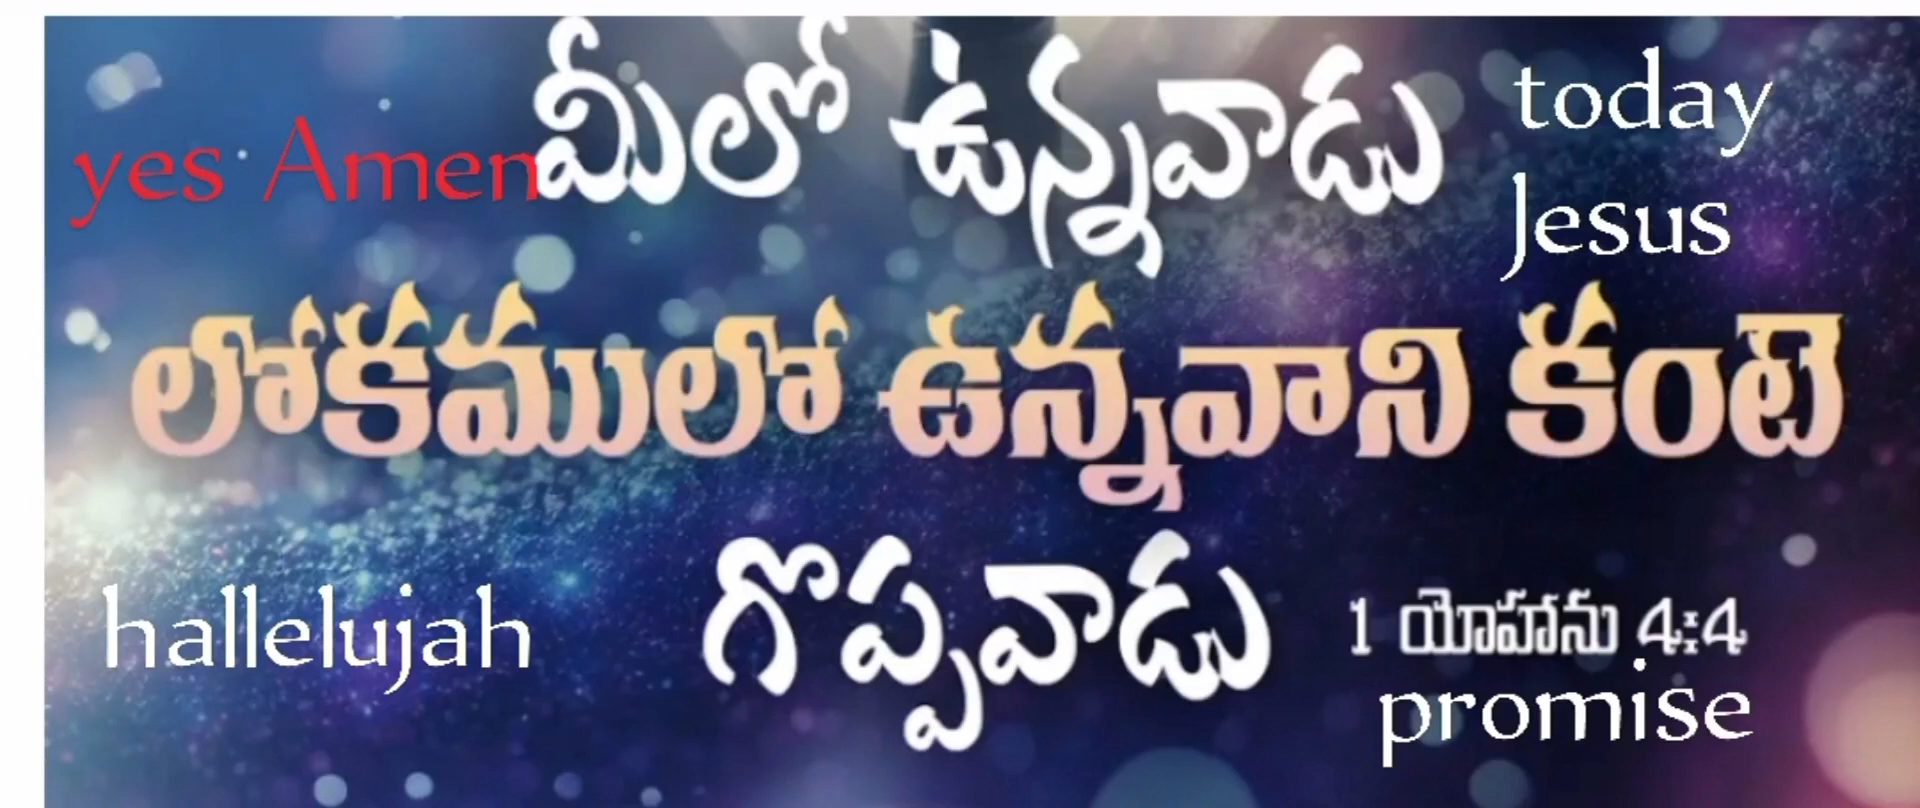 yes Amen
మీలో ఉన్నవాడు
today
Jesus
లోకములో ఉన్నవాని కంటె
hallelujah
గొప్పవాడు
1 యోహాను 4:4
promise